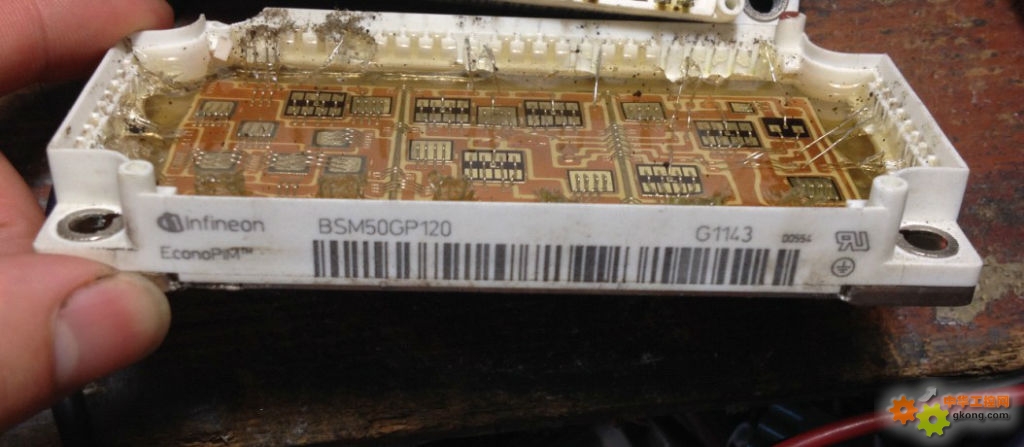 infineon BSM50GP120 G1143 00554
EconoPIM™
中华工控网
gkong.com